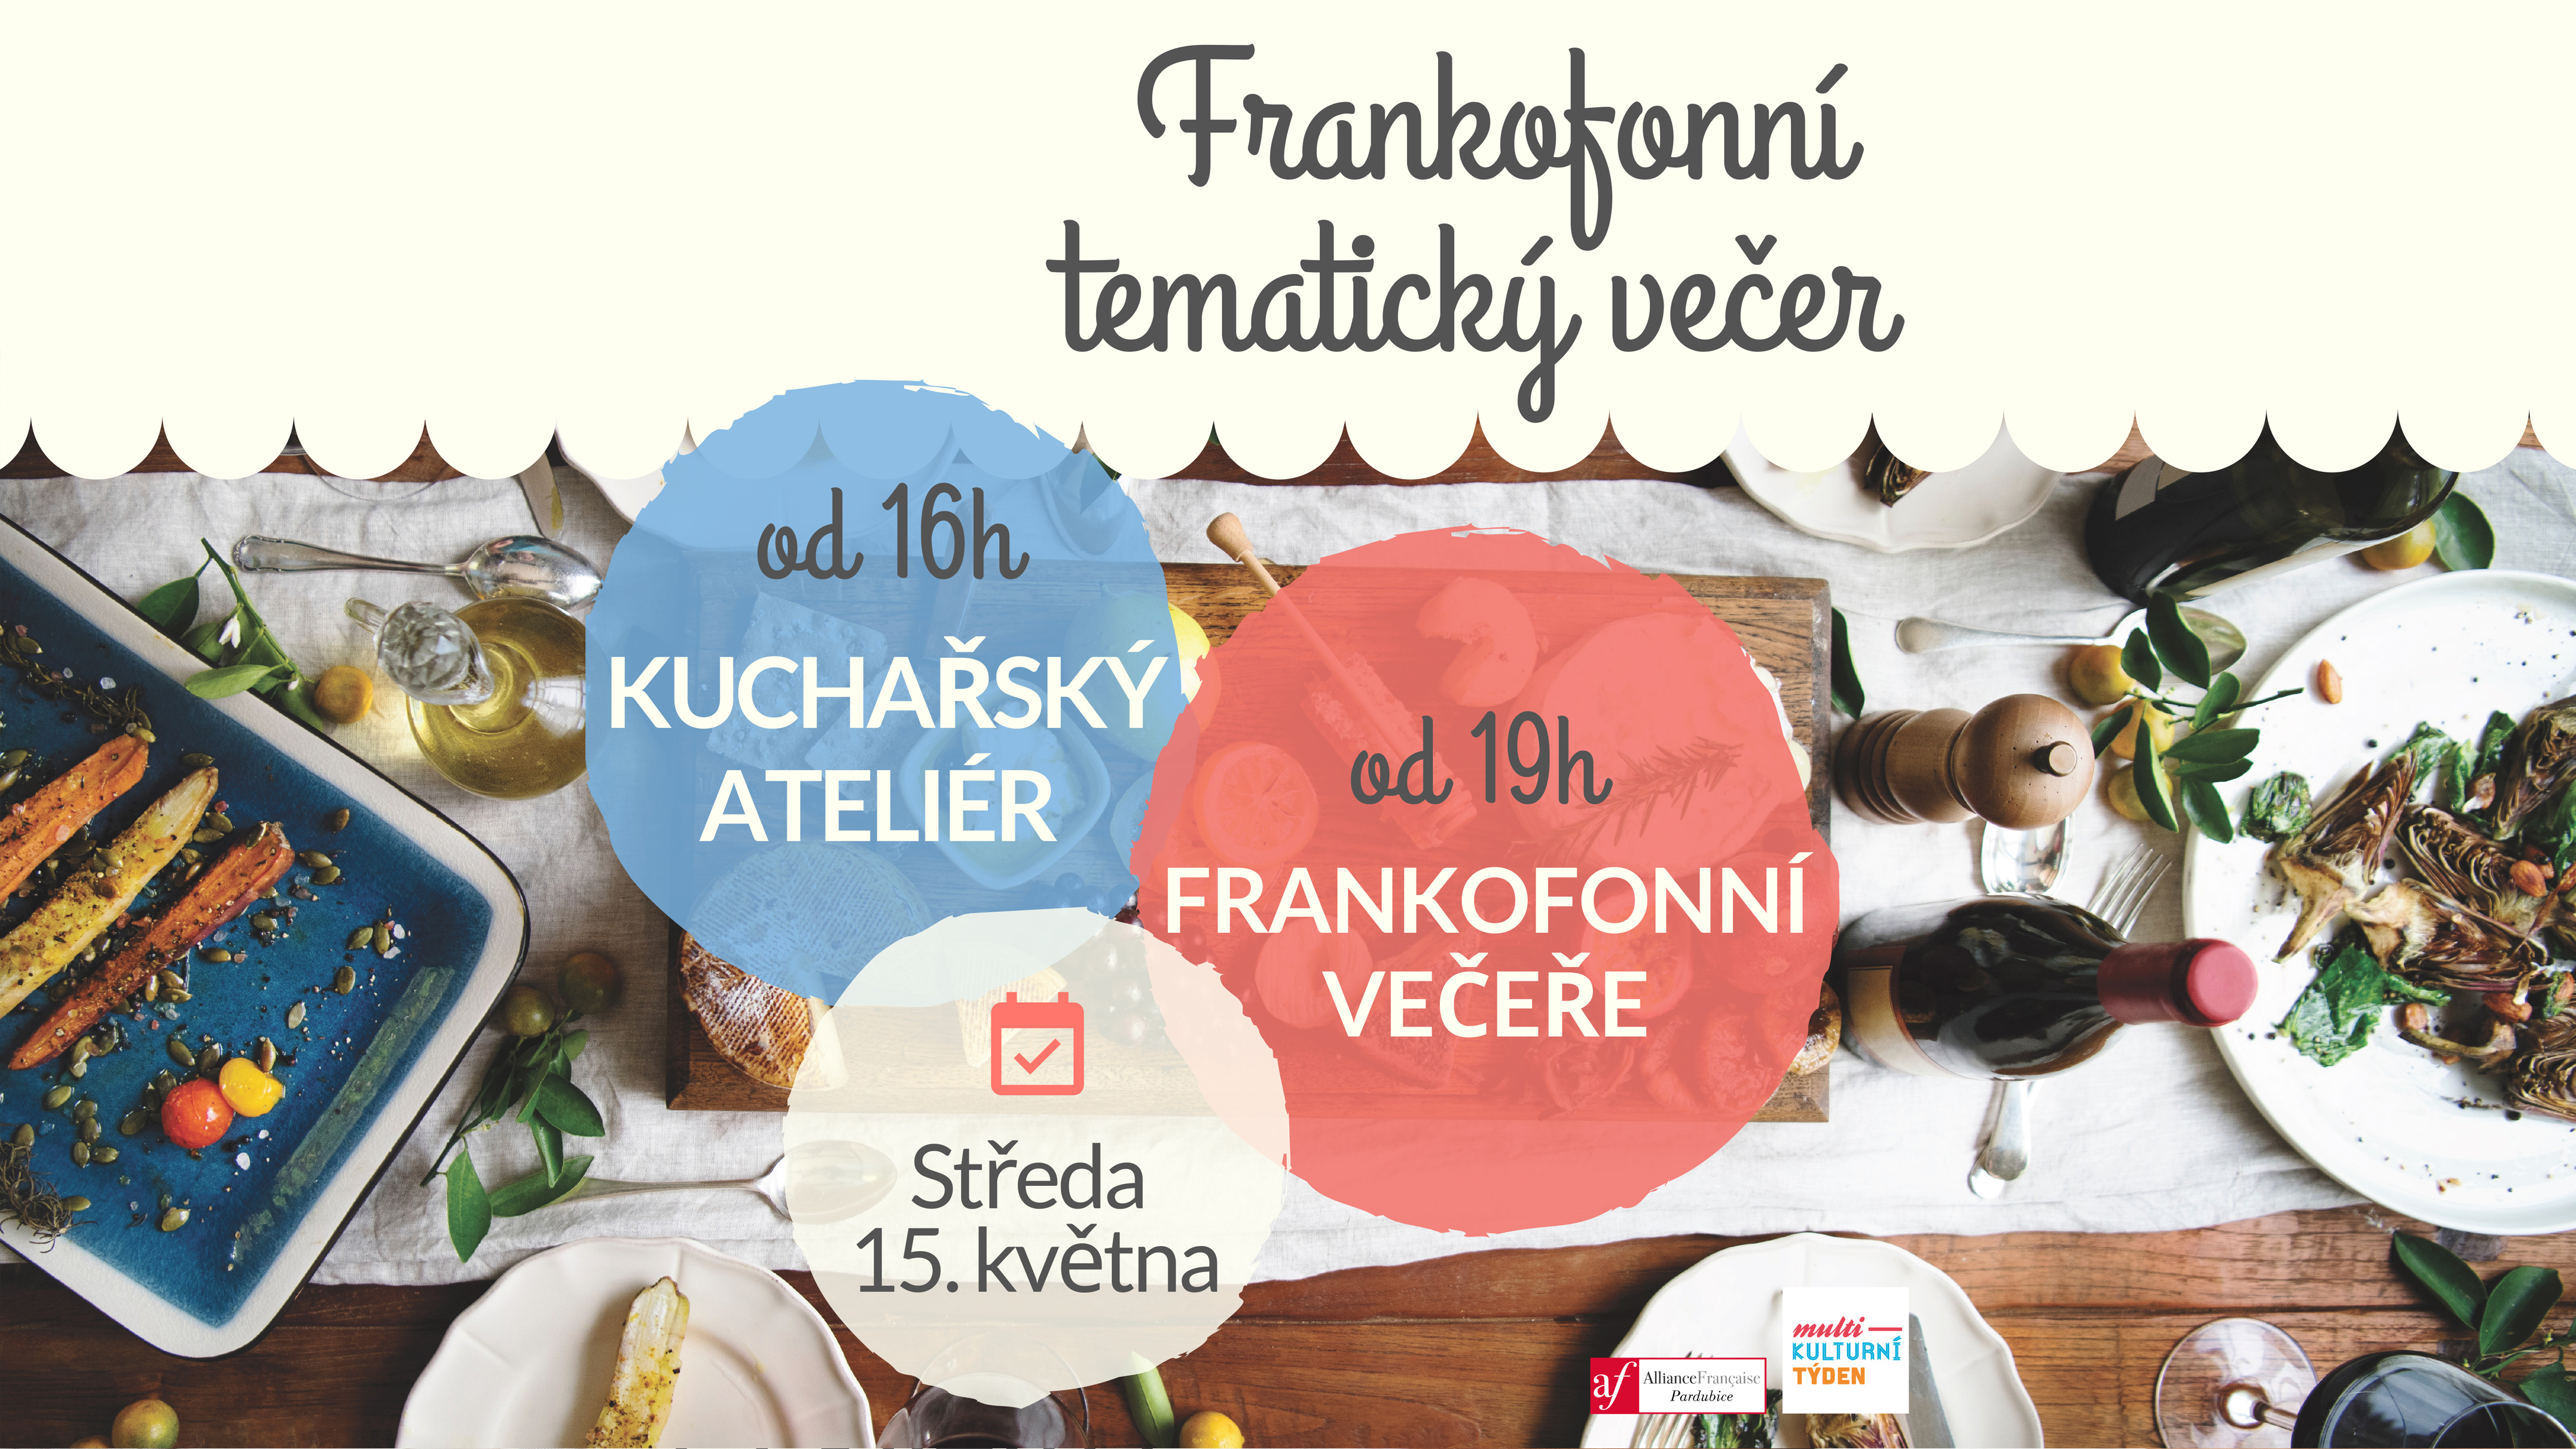 Frankofonní
tematický večer
od 16h
KUCHAŘSKÝ
ATELIÉR
od 19h
FRANKOFONNÍ
VEČEŘE
Středa
15. května
af
AllianceFrançaise
Pardubice
multi
KULTURNÍ
TÝDEN